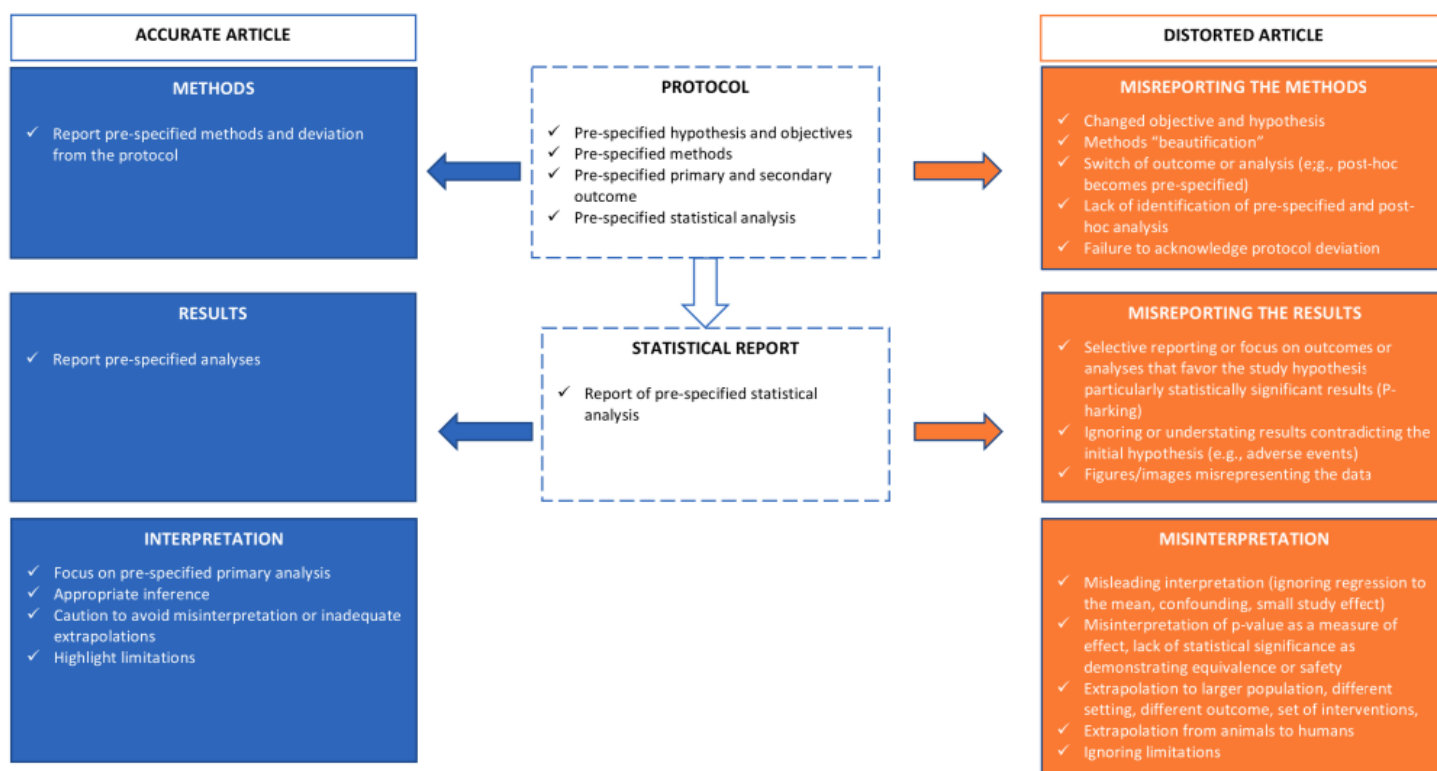 ACCURATE ARTICLE
METHODS
✓ Report pre-specified methods and deviation
from the protocol
RESULTS
✓ Report pre-specified analyses
INTERPRETATION
✓ Focus on pre-specified primary analysis
✓ Appropriate inference
✓ Caution to avoid misinterpretation or inadequate
extrapolations
✓ Highlight limitations
PROTOCOL
✓ Pre-specified hypothesis and objectives
✓ Pre-specified methods
✓ Pre-specified primary and secondary
outcome
✓ Pre-specified statistical analysis
STATISTICAL REPORT
✓ Report of pre-specified statistical
analysis
DISTORTED ARTICLE
MISREPORTING THE METHODS
✓ Changed objective and hypothesis
✓ Methods “beautification”
✓ Switch of outcome or analysis (e;g., post-hoc
becomes pre-specified)
✓ Lack of identification of pre-specified and post-
hoc analysis
✓ Failure to acknowledge protocol deviation
MISREPORTING THE RESULTS
✓ Selective reporting or focus on outcomes or
analyses that favor the study hypothesis
particularly statistically significant results (P-
harking)
✓ Ignoring or understating results contradicting the
initial hypothesis (e.g., adverse events)
✓ Figures/images misrepresenting the data
MISINTERPRETATION
✓ Misleading interpretation (ignoring regression to
the mean, confounding, small study effect)
✓ Misinterpretation of p-value as a measure of
effect, lack of statistical significance as
demonstrating equivalence or safety
✓ Extrapolation to larger population, different
setting, different outcome, set of interventions,
✓ Extrapolation from animals to humans
✓ Ignoring limitations